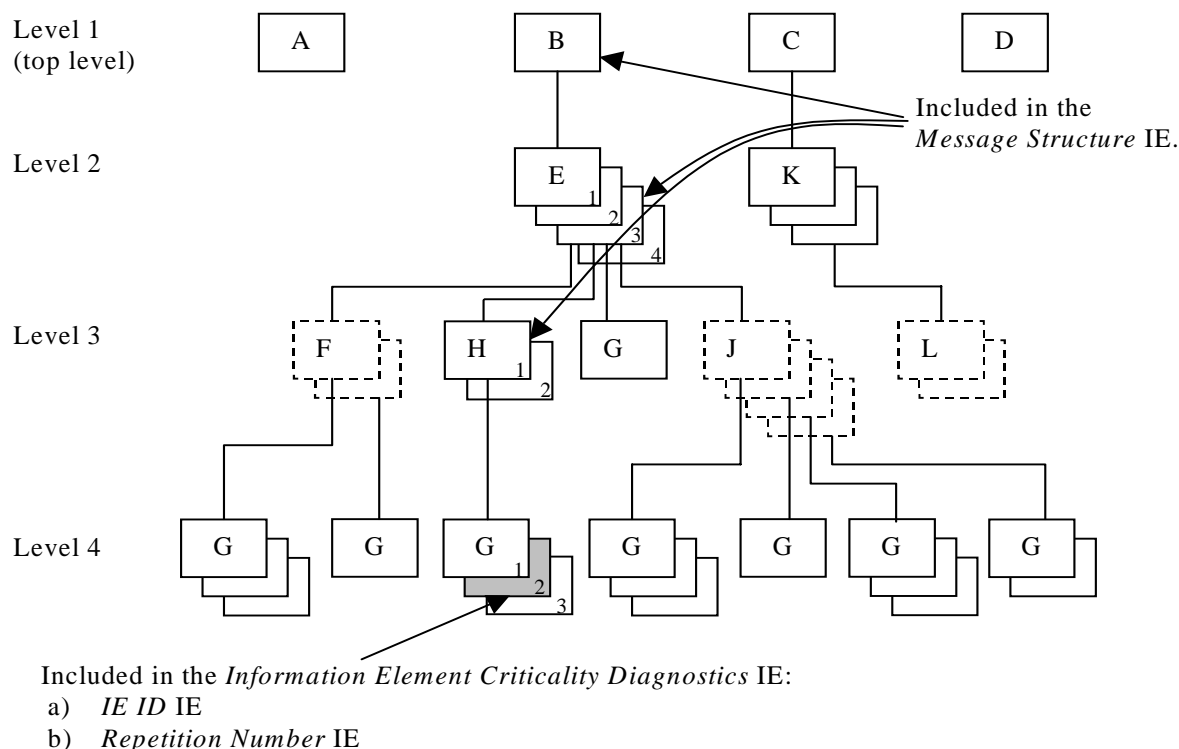 Level 1
(top level)
A B C D
Included in the
Message Structure IE.
Level 2
E K
1
2
3
4
Level 3
F H G J L
1
2
Level 4
G G G G G G G
1
2
3
Included in the Information Element Criticality Diagnostics IE:
a) IE ID IE
b) Repetition Number IE